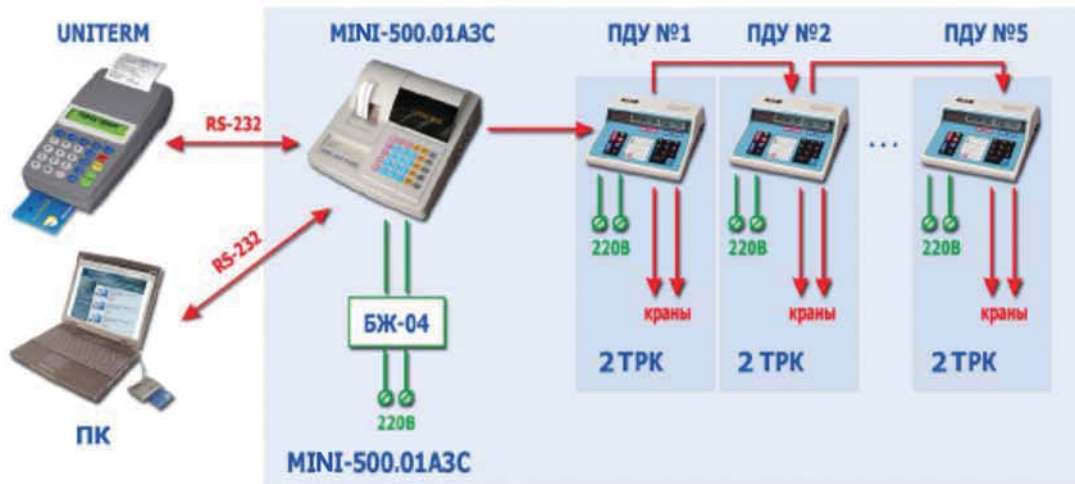 UNITERM
MINI-500.01АЗС
ПДУ №1
ПДУ №2
ПДУ №5
RS-232
RS-232
...
220В
220В
220В
краны
краны
краны
БЖ-04
2 ТРК
2 ТРК
2 ТРК
220В
ПК
MINI-500.01АЗС